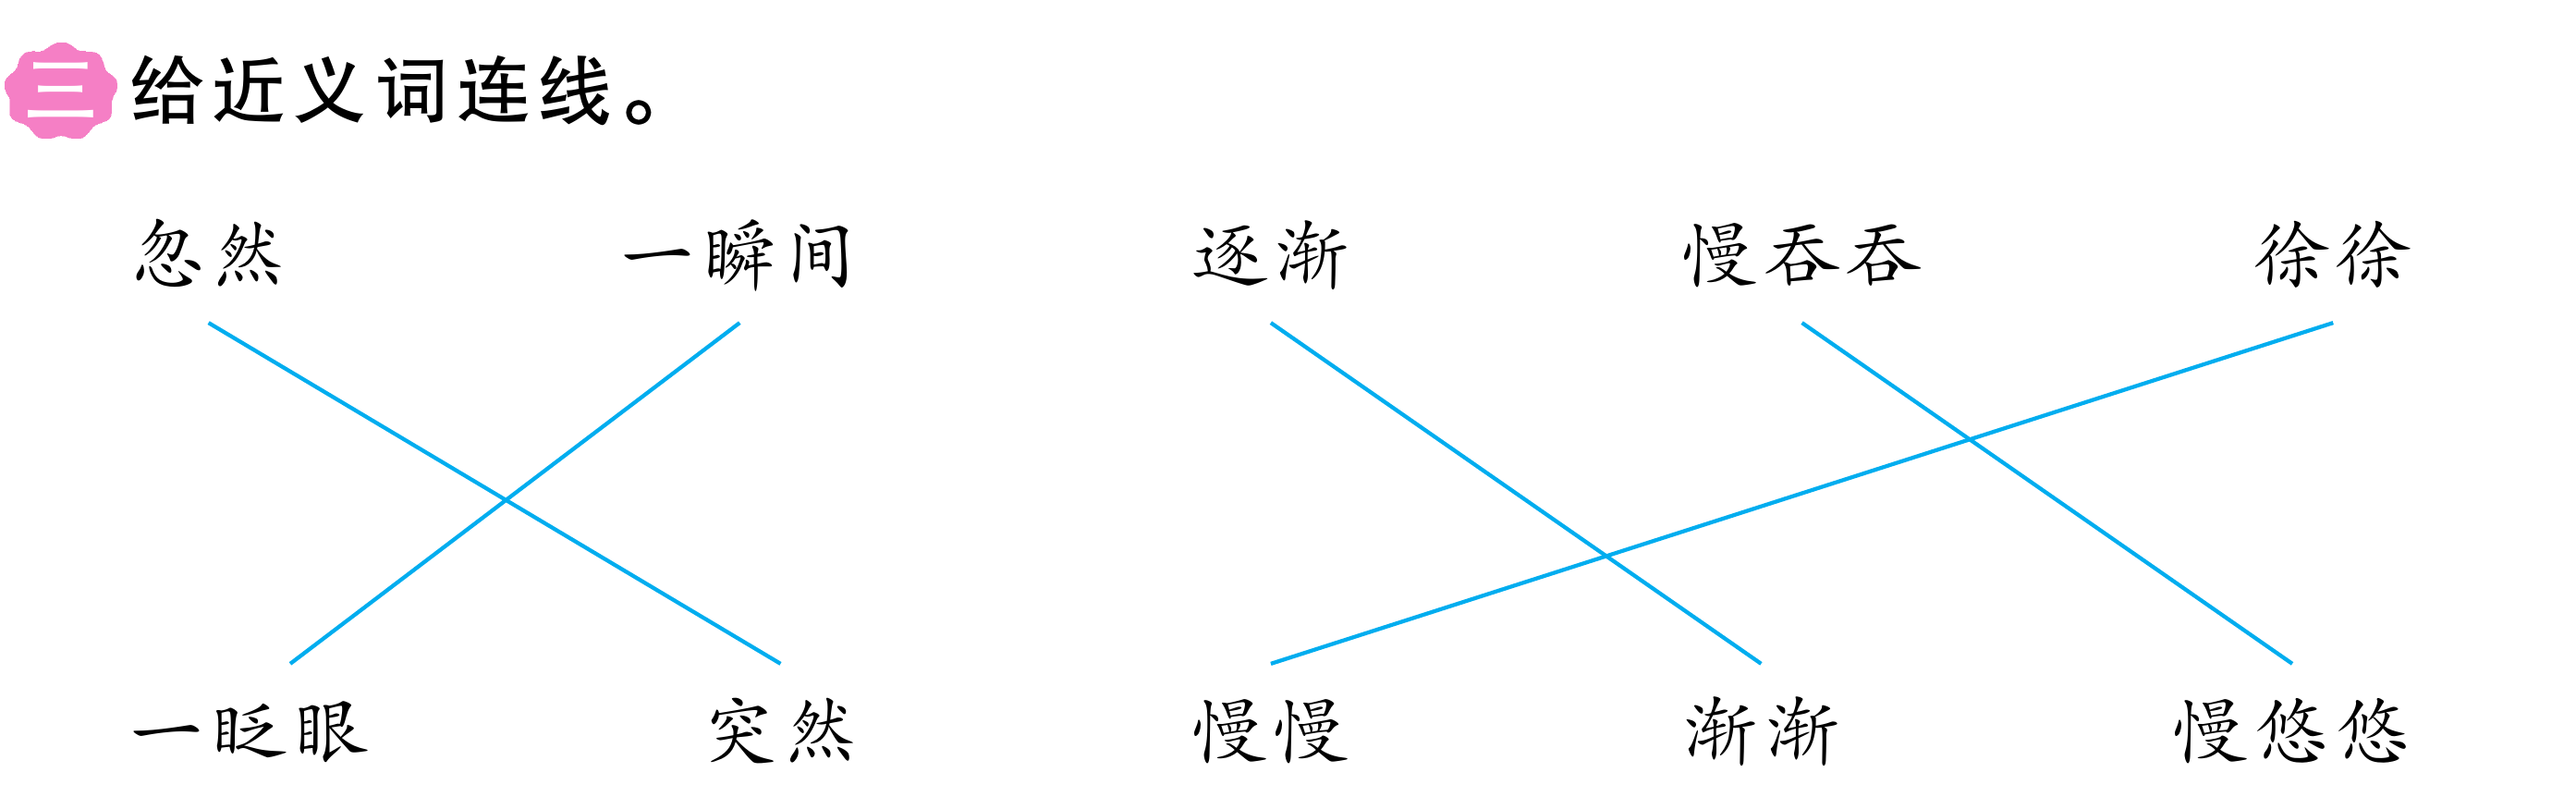 三 给近义词连线。
忽然 一瞬间 逐渐 慢吞吞 徐徐
一眨眼 突然 慢慢 渐渐 慢悠悠